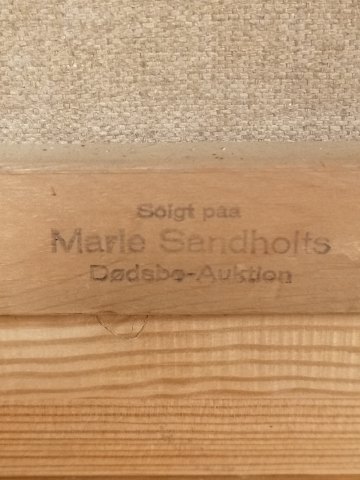 Solgt paa
Marie Sandholts
Dødsbo-Auktion